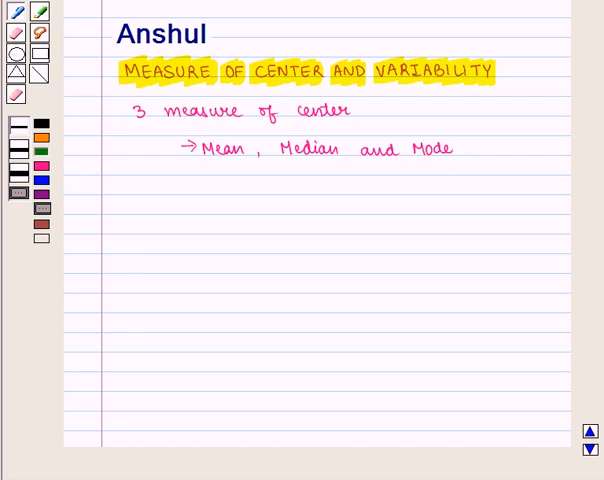 Anshul
MEASURE OF CENTER AND VARIABILITY
3 measure of center
→ Mean, Median and Mode